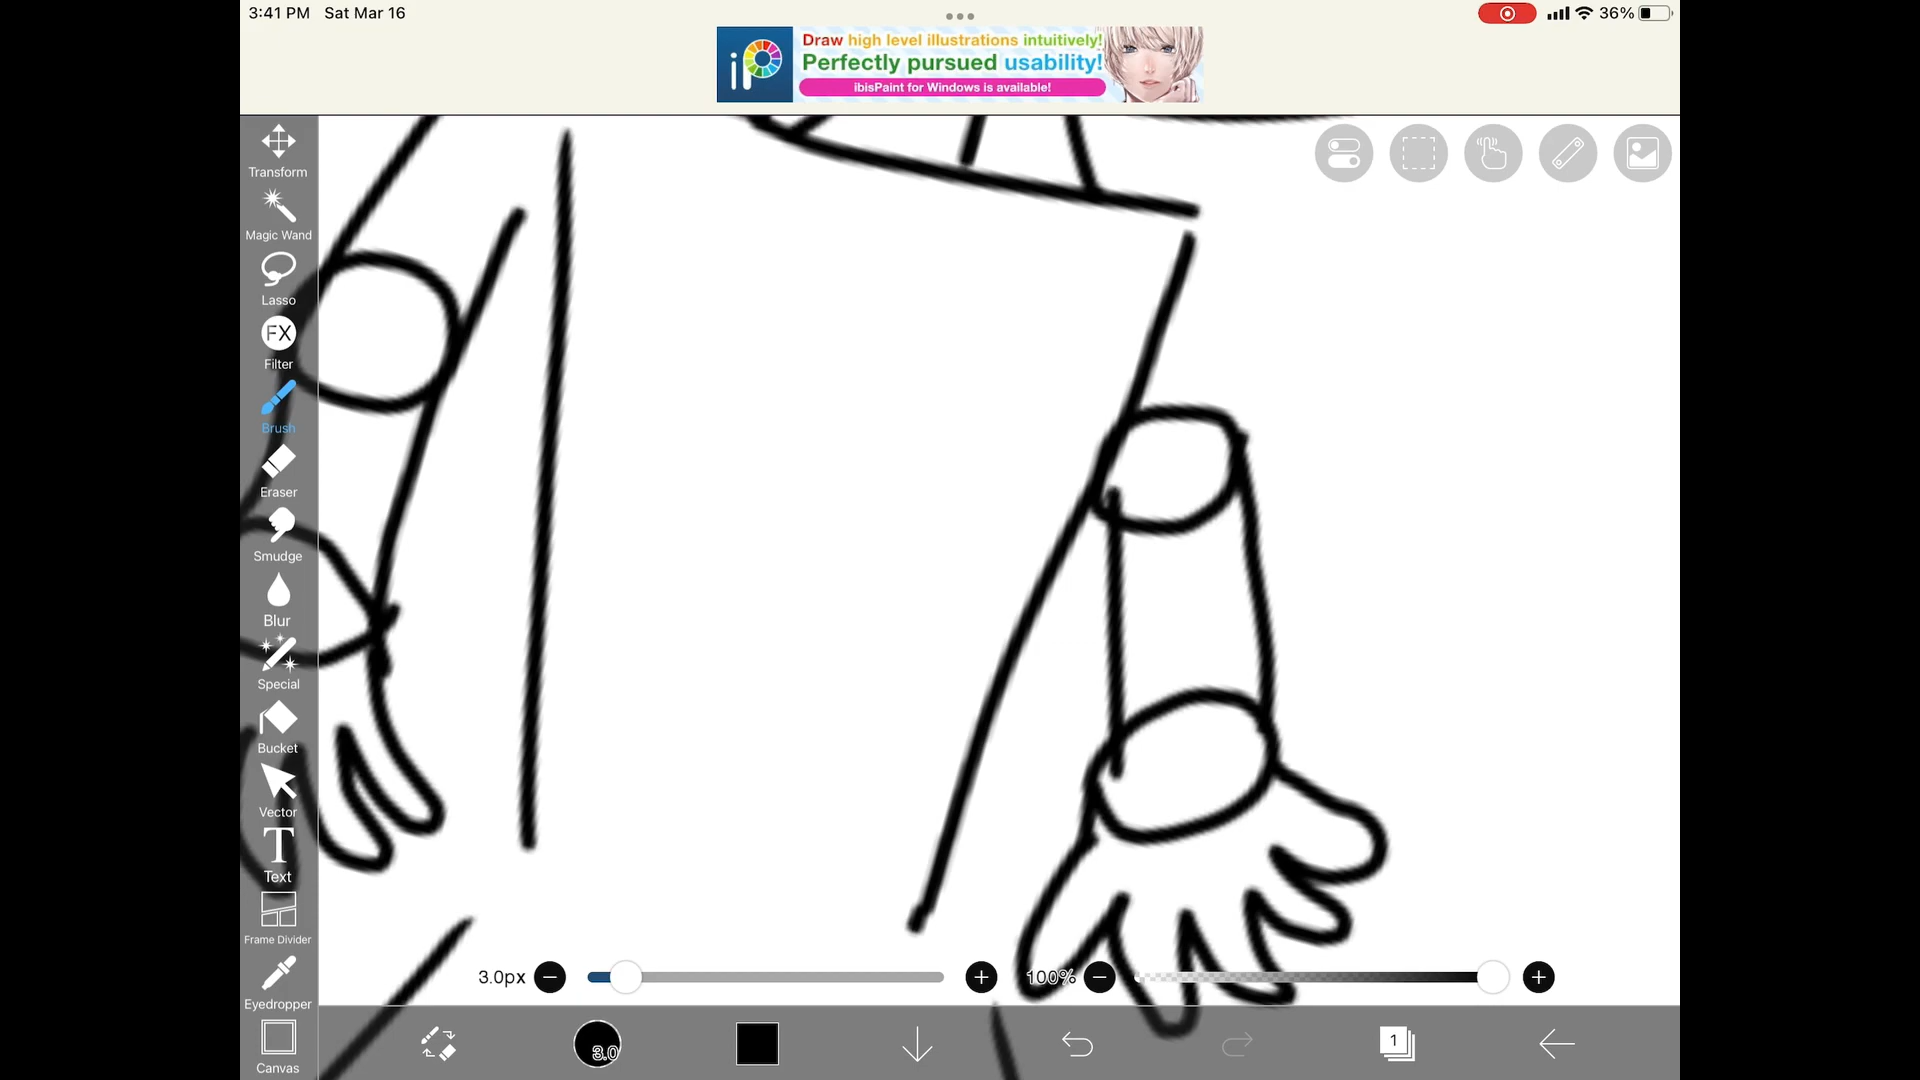 3:41 PM Sat Mar 16
36%
iP
Draw high level illustrations intuitively!
Perfectly pursued usability!
ibisPaint for Windows is available!
Transform
Magic Wand
Lasso
FX
Filter
Brush
Eraser
Smudge
Blur
Special
Bucket
Vector
T
Text
Frame Divider
Eyedropper
Canvas
3.0px
100%
3.0
1